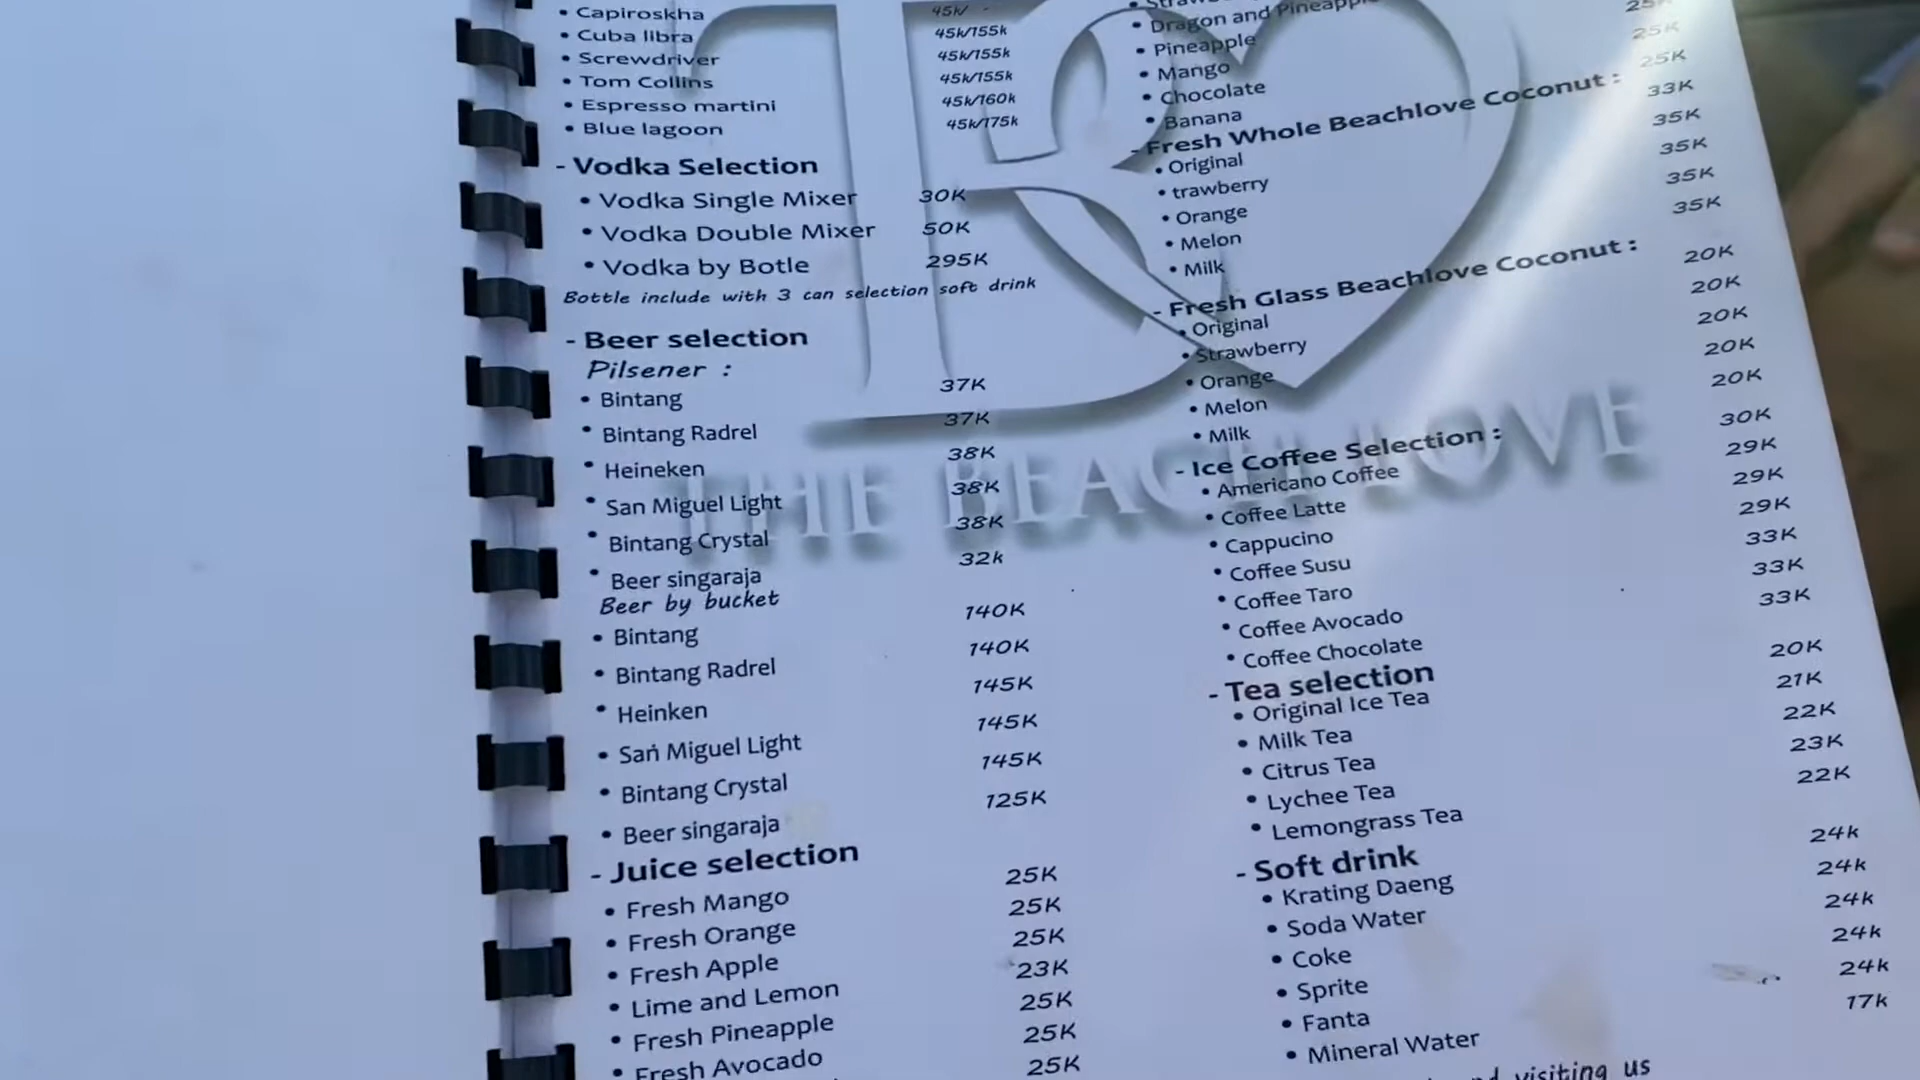 • Capiroskha 45k/
• Cuba libra 45k/155k
• Screwdriver 45k/155k
• Tom Collins 45k/155k
• Espresso martini 45k/160k
• Blue lagoon 45k/175k
- Vodka Selection
• Vodka Single Mixer 30K
• Vodka Double Mixer 50K
• Vodka by Botle 295K
Bottle include with 3 can selection soft drink
- Beer selection
Pilsener :
• Bintang 37K
• Bintang Radrel 37K
• Heineken 38K
• San Miguel Light 38K
• Bintang Crystal 38K
• Beer singaraja 32k
Beer by bucket
• Bintang 140K
• Bintang Radrel 140K
• Heinken 145K
• San Miguel Light 145K
• Bintang Crystal 145K
• Beer singaraja 125K
- Juice selection
• Fresh Mango 25K
• Fresh Orange 25K
• Fresh Apple 25K
• Lime and Lemon 23K
• Fresh Pineapple 25K
• Fresh Avocado 25K
25K
• Dragon and Pineapple
• Pineapple 25K
• Mango 25K
• Chocolate 25K
• Banana 33K
- Fresh Whole Beachlove Coconut :
• Original 35K
• trawberry 35K
• Orange 35K
• Melon 35K
• Milk
- Fresh Glass Beachlove Coconut :
• Original 20K
• Strawberry 20K
• Orange 20K
• Melon 20K
• Milk 20K
- Ice Coffee Selection :
• Americano Coffee 30K
• Coffee Latte 29K
• Cappucino 29K
• Coffee Susu 29K
• Coffee Taro 33K
• Coffee Avocado 33K
• Coffee Chocolate 33K
- Tea selection
• Original Ice Tea 20K
• Milk Tea 21K
• Citrus Tea 22K
• Lychee Tea 23K
• Lemongrass Tea 22K
- Soft drink
• Krating Daeng 24k
• Soda Water 24k
• Coke 24k
• Sprite 24k
• Fanta 24k
• Mineral Water 17k
visiting us
THE BEACH LOVE